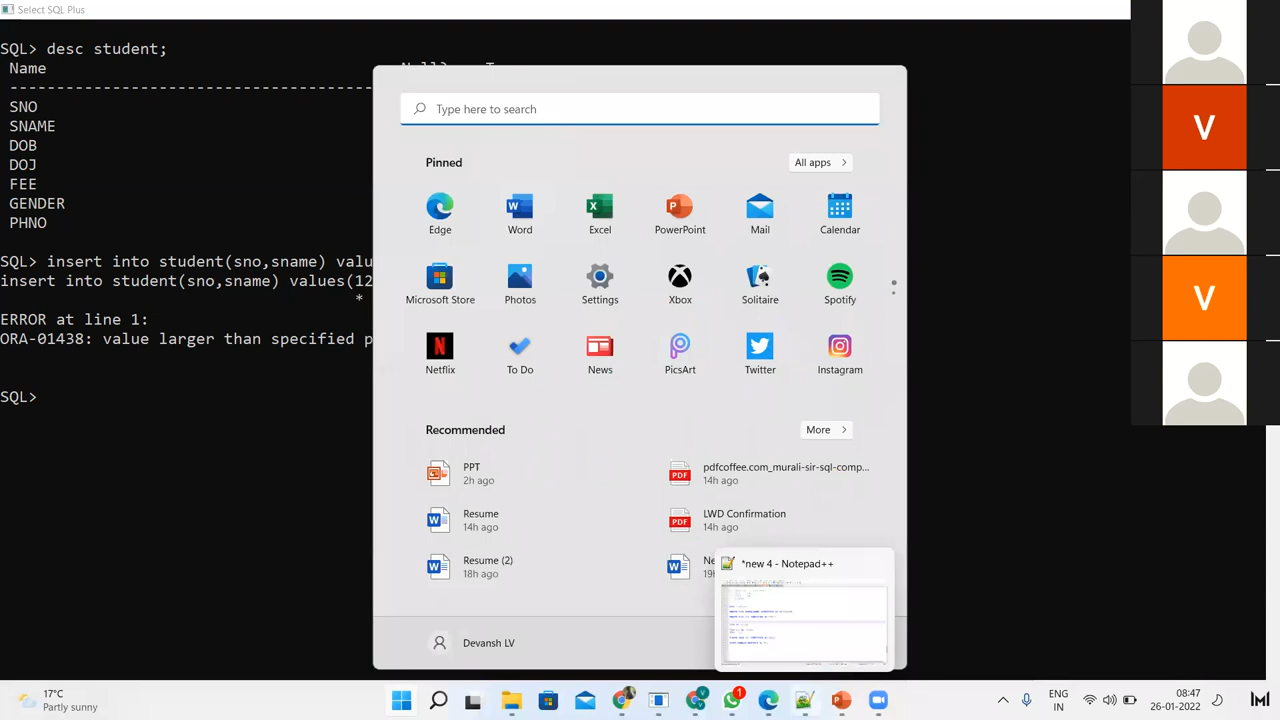 Select SQL Plus
SQL> desc student;
Name
SNO
SNAME
DOB
DOJ
FEE
GENDER
PHNO
SQL> insert into student(sno,sname) valu
insert into student(sno,sname) values(12
*
ERROR at line 1:
ORA-01438: value larger than specified p
SQL>
Type here to search
Pinned
All apps
Edge
Word
Excel
PowerPoint
Mail
Calendar
Microsoft Store
Photos
Settings
Xbox
Solitaire
Spotify
Netflix
To Do
News
PicsArt
Twitter
Instagram
Recommended
More
PPT
2h ago
pdfcoffee.com_murali-sir-sql-comp...
14h ago
Resume
14h ago
LWD Confirmation
14h ago
Resume (2)
18h ago
*new 4 - Notepad++
Devansh LV
V
V
17°C
Partly sunny
1
ENG
IN
08:47
26-01-2022